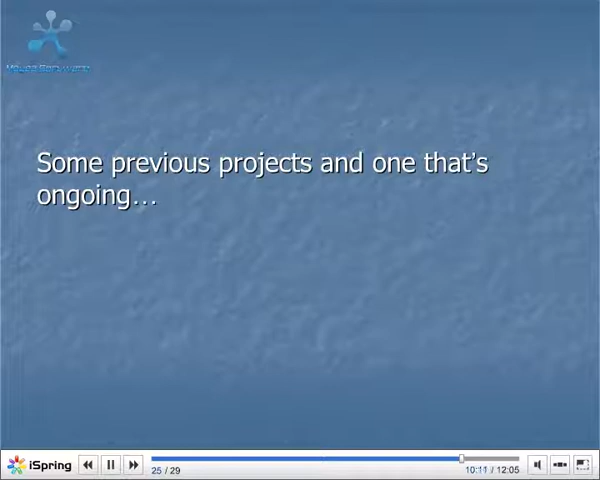 Some previous projects and one that's
ongoing...
iSpring
25 / 29
10:11 / 12:05